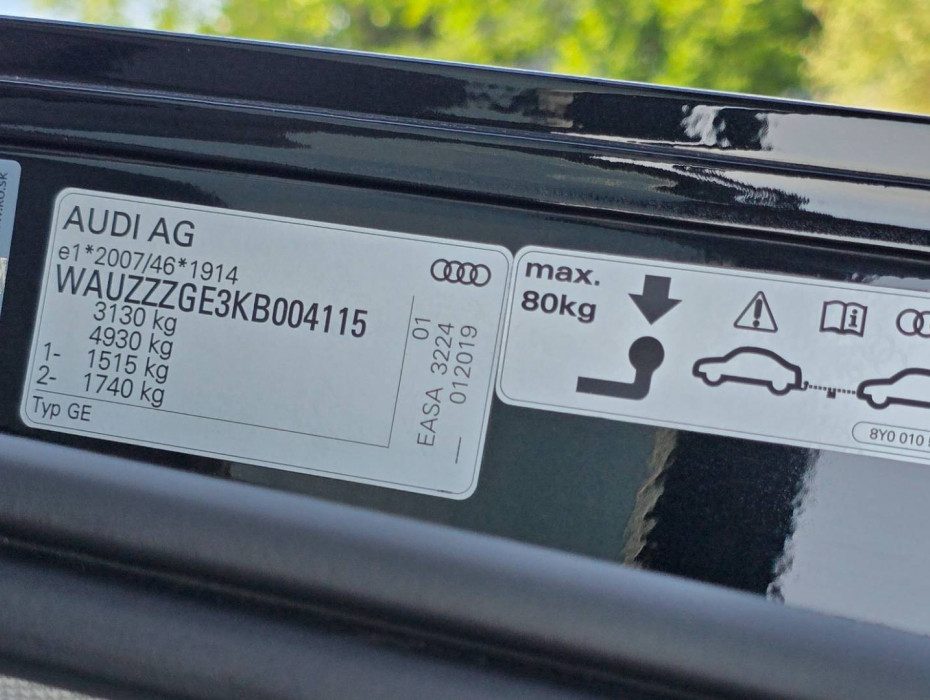 AUDI AG
e1*2007/46*1914
WAUZZZGE3KB004115
3130 kg
4930 kg
1- 1515 kg
2- 1740 kg
Typ GE
01
EASA 3224
012019
max.
80kg
8Y0 010